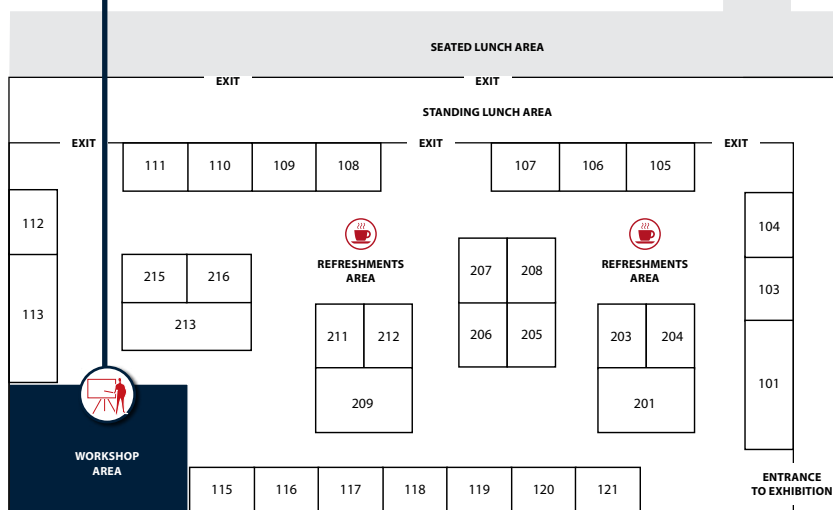 SEATED LUNCH AREA
EXIT EXIT
STANDING LUNCH AREA
EXIT EXIT EXIT
111 110 109 108 107 106 105
112 104
REFRESHMENTS
AREA
REFRESHMENTS
AREA
215 216 207 208 103
113 213
211 212 206 205 203 204
101
209 201
WORKSHOP
AREA
115 116 117 118 119 120 121
ENTRANCE
TO EXHIBITION